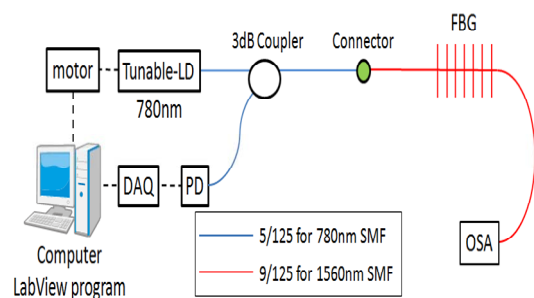 FBG
3dB Coupler
Connector
motor
Tunable-LD
780nm
DAQ
PD
Computer
LabView program
5/125 for 780nm SMF
9/125 for 1560nm SMF
OSA